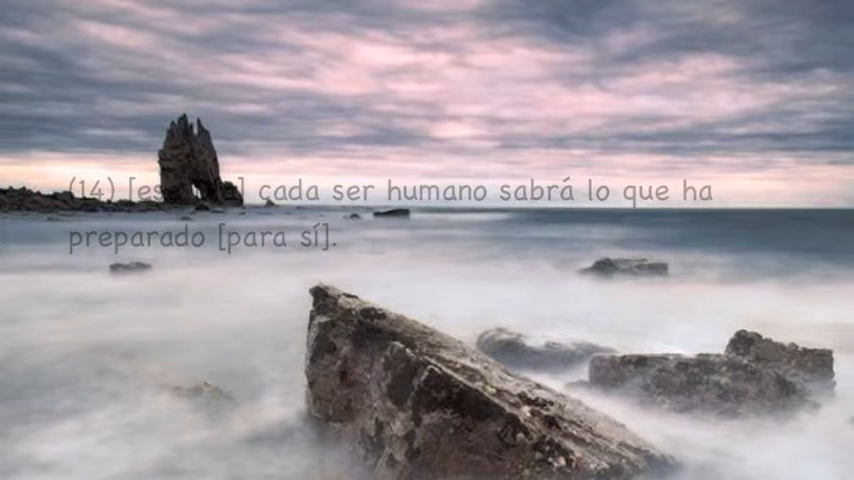 (14) cada ser humano sabrá lo que ha
preparado [para sí].